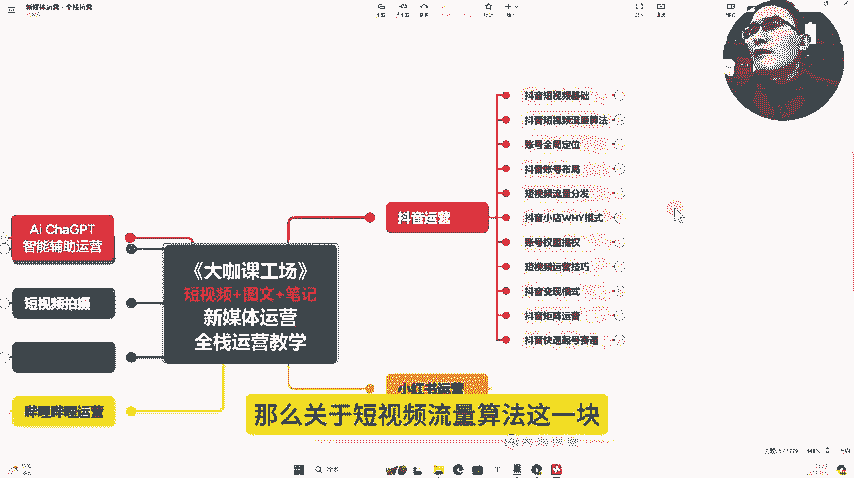 新媒体运营·全栈运营
抖音短视频基础
抖音短视频流量算法
账号全局定位
抖音账号布局
短视频流量分发
抖音小店WHY模式
账号权重提权
短视频运营技巧
抖音变现模式
抖音矩阵运营
抖音快速起号赛道
抖音运营
Ai ChaGPT
智能辅助运营
短视频拍摄
哔哩哔哩运营
《大咖课工场》
短视频+图文+笔记
新媒体运营
全栈运营教学
小红书运营
那么关于短视频流量算法这一块